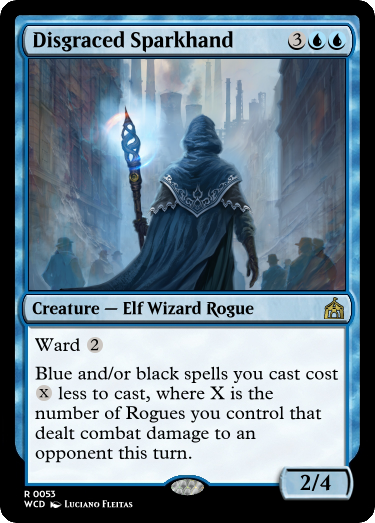 Disgraced Sparkhand 3
Creature — Elf Wizard Rogue
Ward 2
Blue and/or black spells you cast cost
X less to cast, where X is the
number of Rogues you control that
dealt combat damage to an
opponent this turn.
2/4
R 0053
WCD Luciano Fleitas